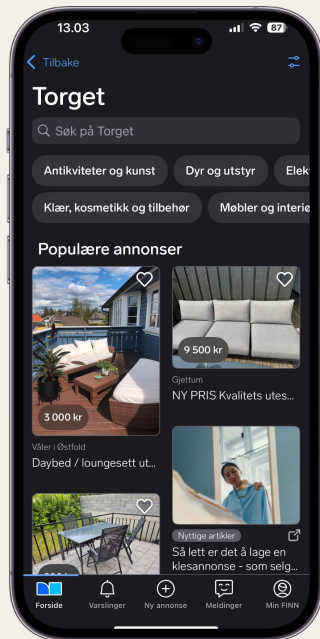 13.03
87
Tilbake
Torget
Søk på Torget
Antikviteter og kunst
Dyr og utstyr
Elek
Klær, kosmetikk og tilbehør
Møbler og interiø
Populære annonser
9 500 kr
Gjettum
NY PRIS Kvalitets utes...
3 000 kr
Våler i Østfold
Daybed / loungesett ut...
Nyttige artikler
Så lett er det å lage en
klesannonse - som selg...
Forside
Varslinger
Ny annonse
Meldinger
Min FINN